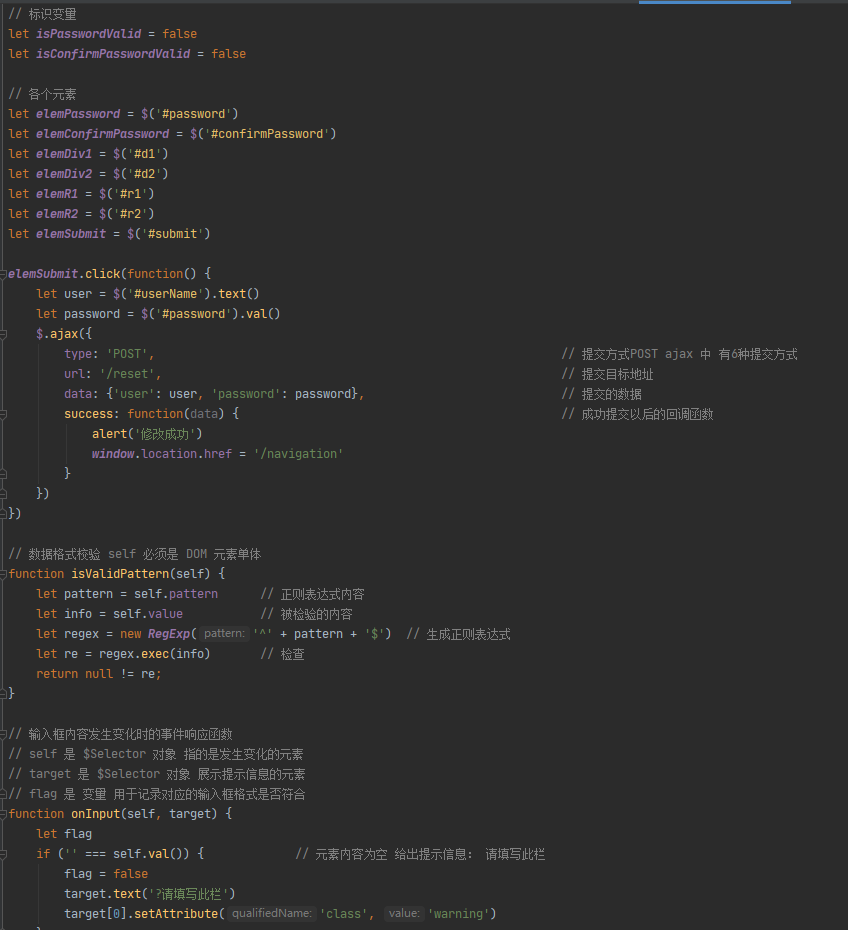 // 标识变量
let isPasswordValid = false
let isConfirmPasswordValid = false
// 各个元素
let elemPassword = $('#password')
let elemConfirmPassword = $('#confirmPassword')
let elemDiv1 = $('#d1')
let elemDiv2 = $('#d2')
let elemR1 = $('#r1')
let elemR2 = $('#r2')
let elemSubmit = $('#submit')
elemSubmit.click(function() {
let user = $('#userName').text()
let password = $('#password').val()
$.ajax({
type: 'POST', // 提交方式POST ajax 中 有6种提交方式
url: '/reset', // 提交目标地址
data: {'user': user, 'password': password}, // 提交的数据
success: function(data) { // 成功提交以后的回调函数
alert('修改成功')
window.location.href = '/navigation'
}
})
})
// 数据格式校验 self 必须是 DOM 元素单体
function isValidPattern(self) {
let pattern = self.pattern // 正则表达式内容
let info = self.value // 被检验的内容
let regex = new RegExp( pattern: '^' + pattern + '$') // 生成正则表达式
let re = regex.exec(info) // 检查
return null != re;
}
// 输入框内容发生变化时的事件响应函数
// self 是 $Selector 对象 指的是发生变化的元素
// target 是 $Selector 对象 展示提示信息的元素
// flag 是 变量 用于记录对应的输入框格式是否符合
function onInput(self, target) {
let flag
if ('' === self.val()) { // 元素内容为空 给出提示信息: 请填写此栏
flag = false
target.text('?请填写此栏')
target[0].setAttribute( qualifiedName: 'class', value: 'warning')